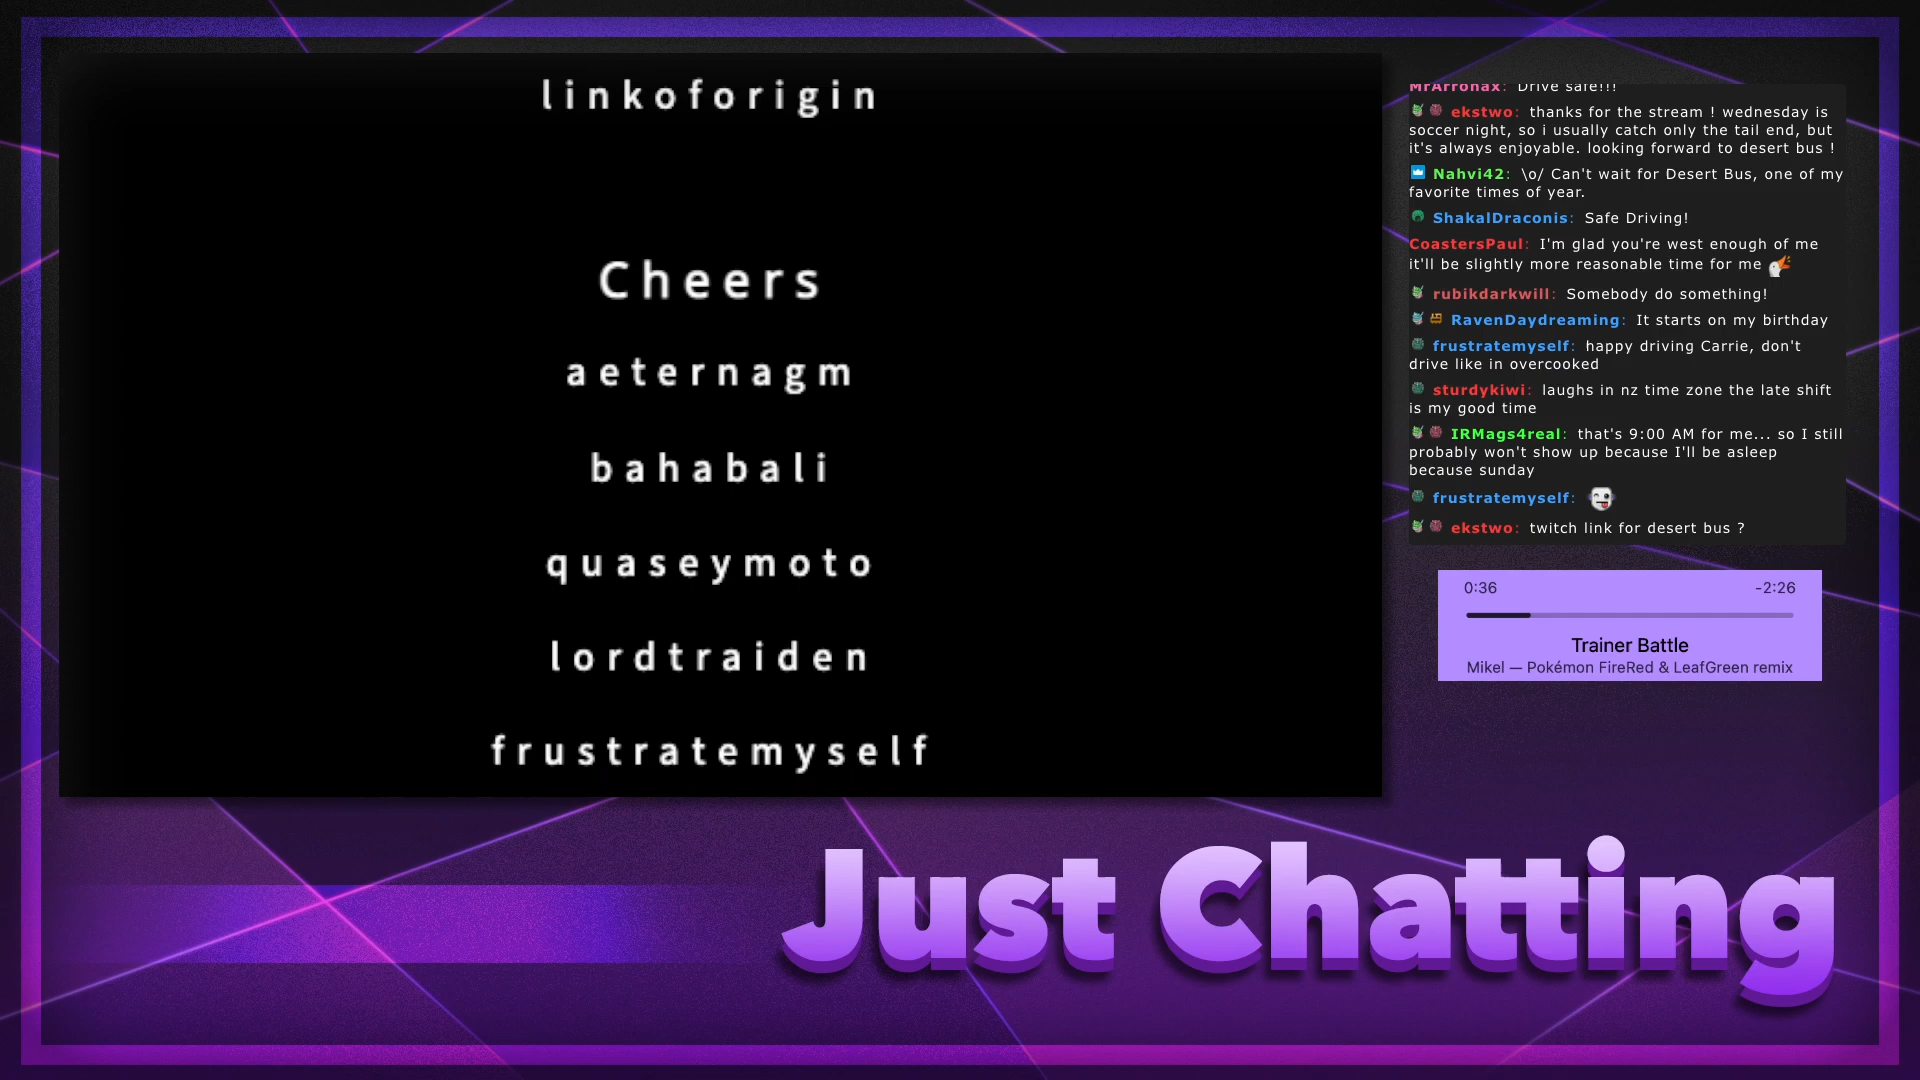 linkoforigin
Cheers
aeternagm
bahabali
quaseymoto
lordtraiden
frustratemyself
MrArronax: Drive safe!!!
ekstwo: thanks for the stream ! wednesday is
soccer night, so i usually catch only the tail end, but
it's always enjoyable. looking forward to desert bus !
Nahvi42: \o/ Can't wait for Desert Bus, one of my
favorite times of year.
ShakalDraconis: Safe Driving!
CoastersPaul: I'm glad you're west enough of me
it'll be slightly more reasonable time for me
rubikdarkwill: Somebody do something!
RavenDaydreaming: It starts on my birthday
frustratemyself: happy driving Carrie, don't
drive like in overcooked
sturdykiwi: laughs in nz time zone the late shift
is my good time
IRMags4real: that's 9:00 AM for me... so I still
probably won't show up because I'll be asleep
because sunday
frustratemyself:
ekstwo: twitch link for desert bus ?
0:36 -2:26
Trainer Battle
Mikel — Pokémon FireRed & LeafGreen remix
Just Chatting